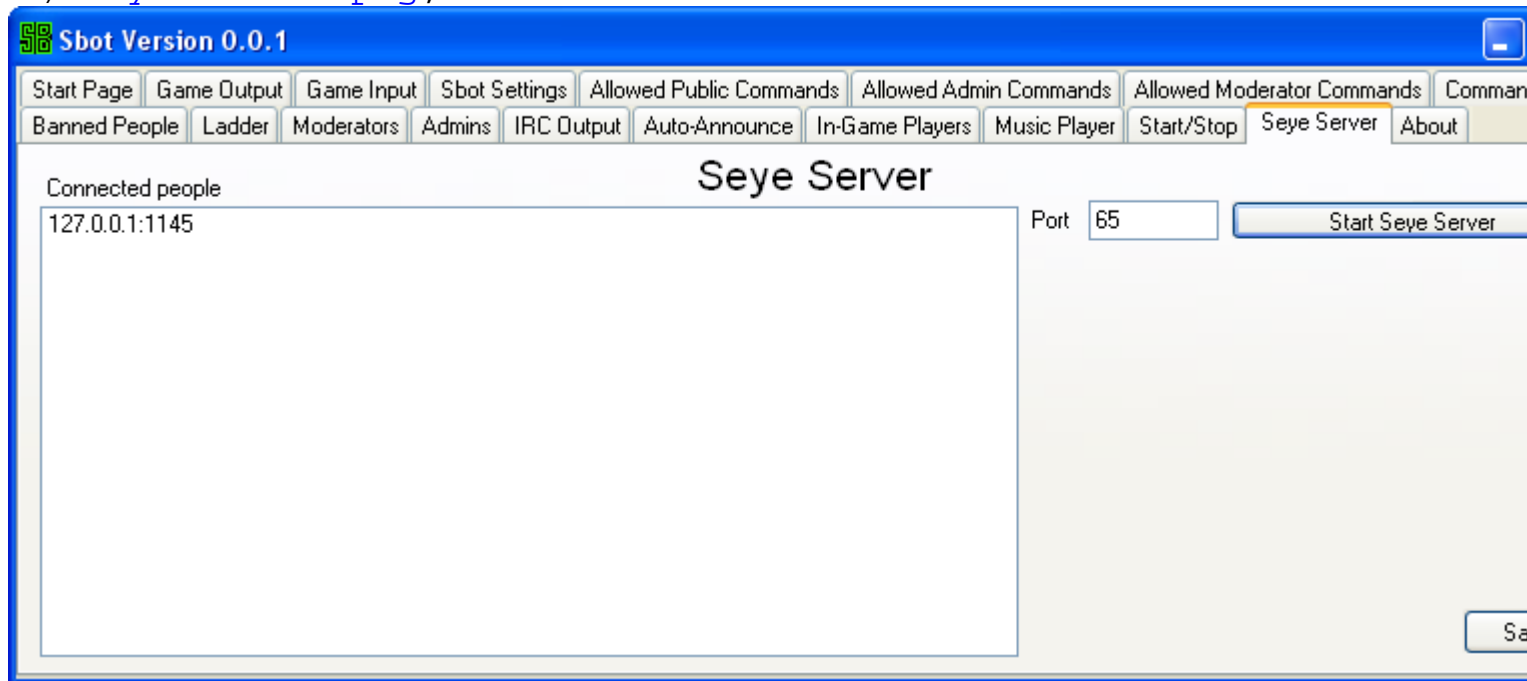 Sbot Version 0.0.1
Start Page Game Output Game Input Sbot Settings Allowed Public Commands Allowed Admin Commands Allowed Moderator Commands Comman
Banned People Ladder Moderators Admins IRC Output Auto-Announce In-Game Players Music Player Start/Stop Seye Server About
Seye Server
Connected people
127.0.0.1:1145
Port 65 Start Seye Server
Sa